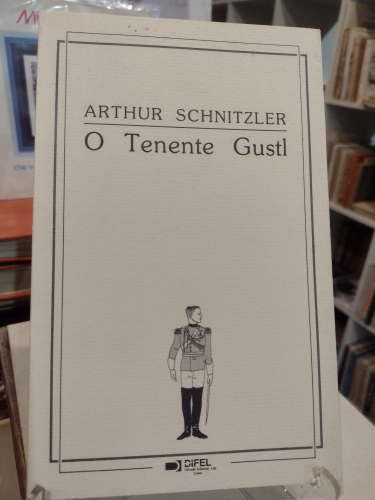 ARTHUR SCHNITZLER
O Tenente Gustl
DIFEL